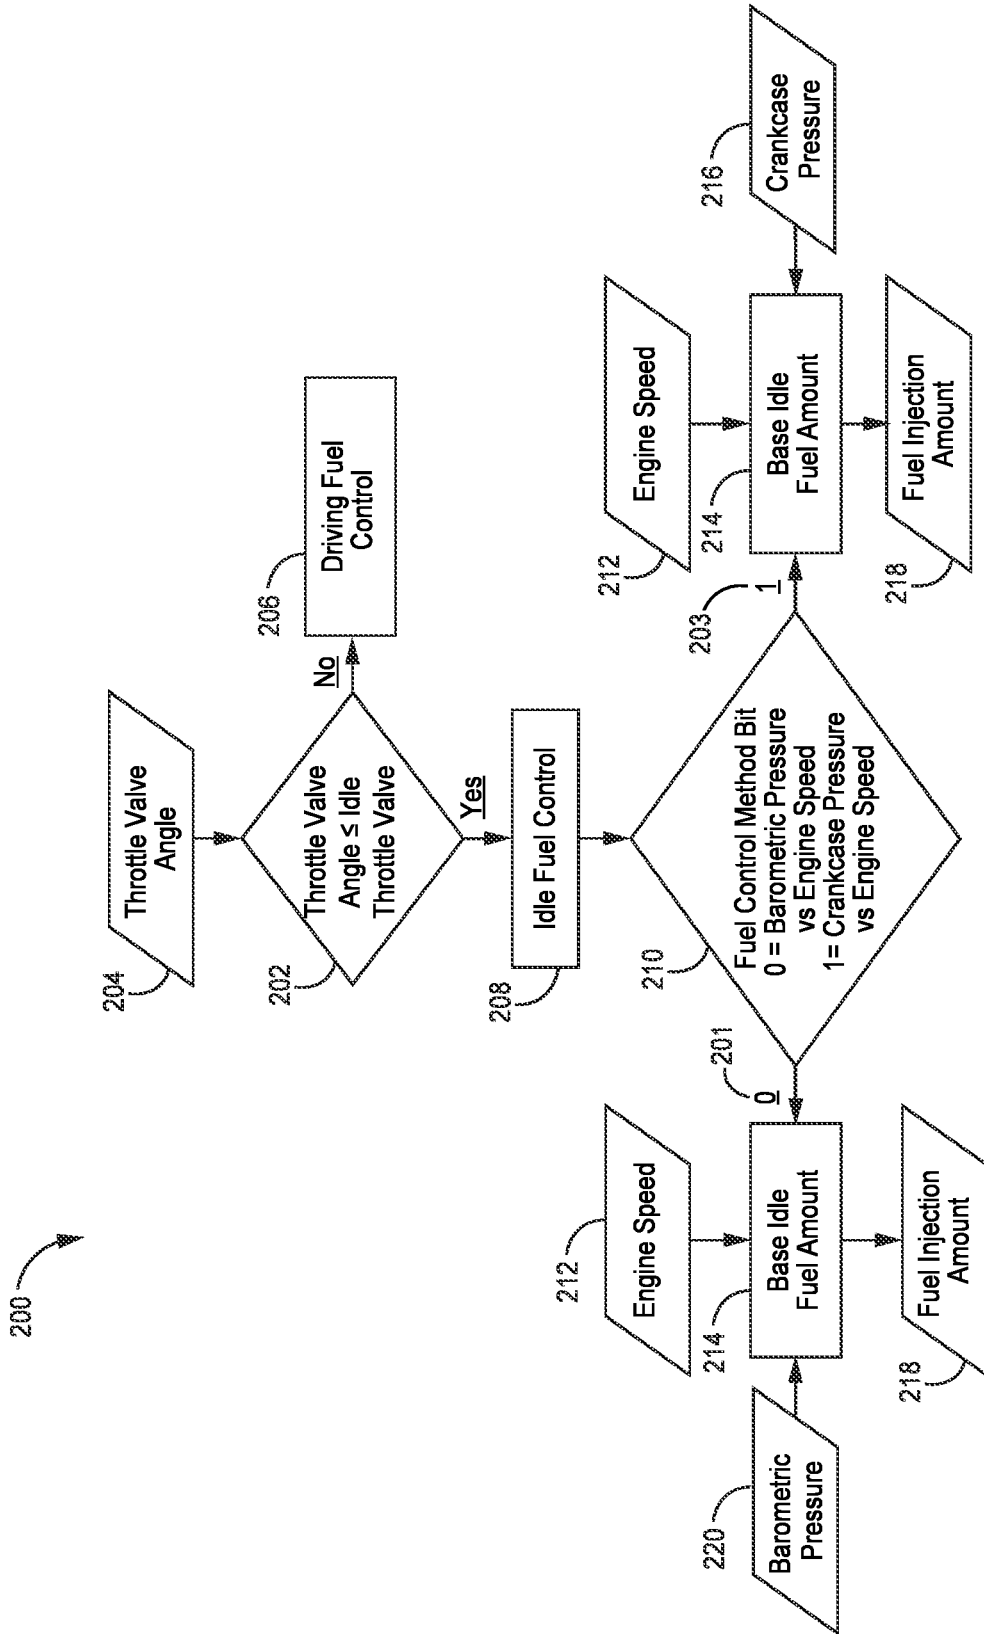 200
204
Throttle Valve
Angle
202
Throttle Valve
Angle ≤ Idle
Throttle Valve
No
206
Driving Fuel
Control
Yes
208
Idle Fuel Control
210
Fuel Control Method Bit
0 = Barometric Pressure
vs Engine Speed
1= Crankcase Pressure
vs Engine Speed
201
0
203
1
212
Engine Speed
220
Barometric
Pressure
214
Base Idle
Fuel Amount
218
Fuel Injection
Amount
212
Engine Speed
216
Crankcase
Pressure
214
Base Idle
Fuel Amount
218
Fuel Injection
Amount